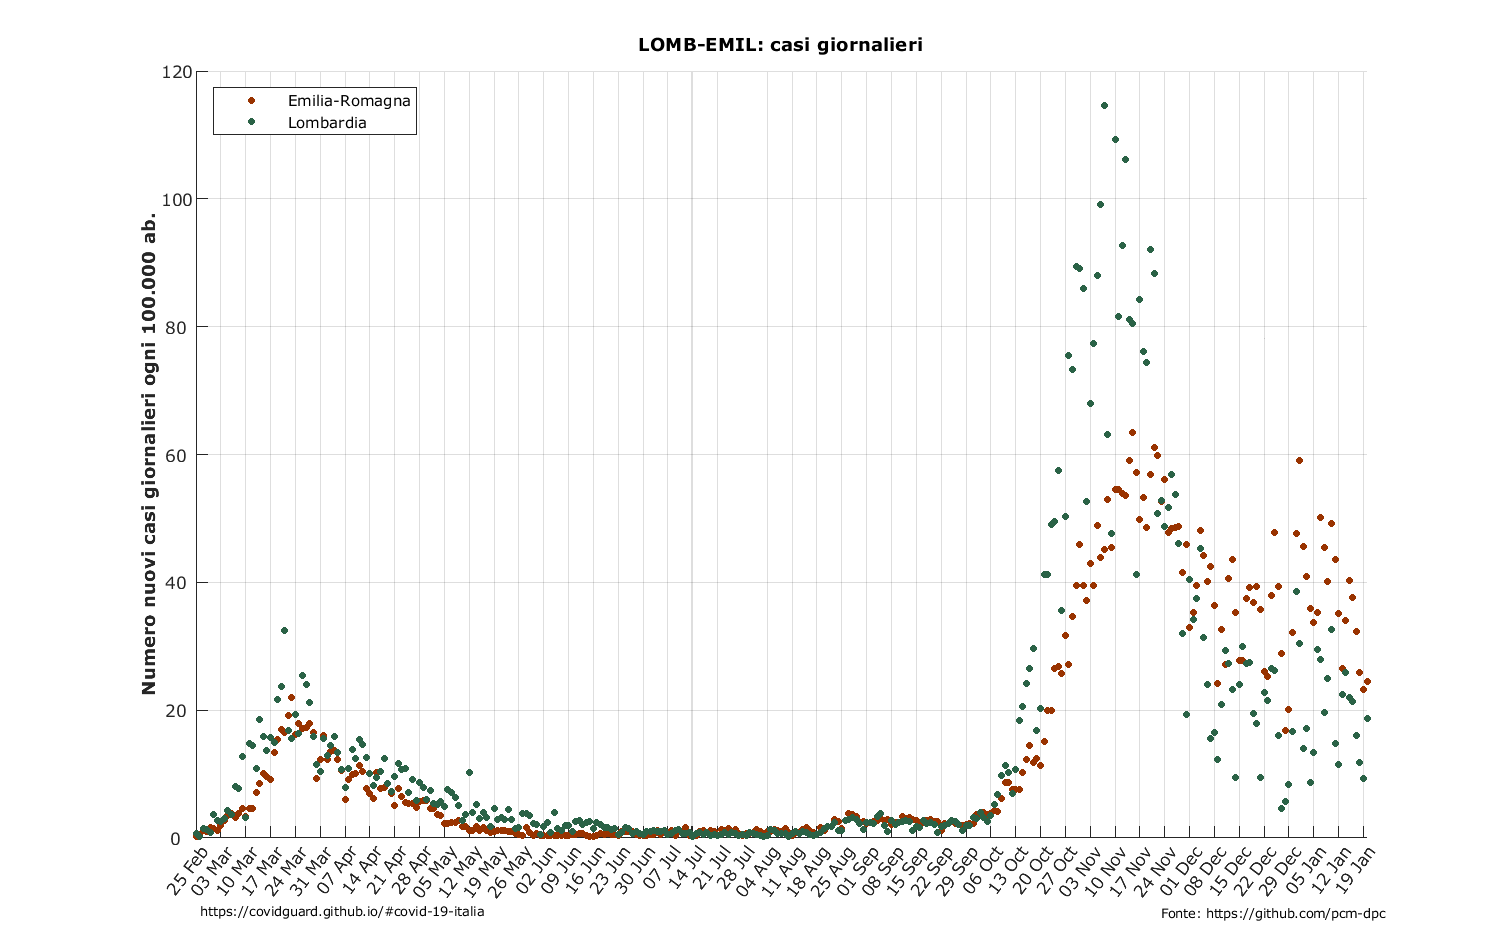 LOMB-EMIL: casi giornalieri
Numero nuovi casi giornalieri ogni 100.000 ab.
120
100
80
60
40
20
0
Emilia-Romagna
Lombardia
25 Feb
03 Mar
10 Mar
17 Mar
24 Mar
31 Mar
07 Apr
14 Apr
21 Apr
28 Apr
05 May
12 May
19 May
26 May
02 Jun
09 Jun
16 Jun
23 Jun
30 Jun
07 Jul
14 Jul
21 Jul
28 Jul
04 Aug
11 Aug
18 Aug
25 Aug
01 Sep
08 Sep
15 Sep
22 Sep
29 Sep
06 Oct
13 Oct
20 Oct
27 Oct
03 Nov
10 Nov
17 Nov
24 Nov
01 Dec
08 Dec
15 Dec
22 Dec
29 Dec
05 Jan
12 Jan
19 Jan
https://covidguard.github.io/#covid-19-italia
Fonte: https://github.com/pcm-dpc